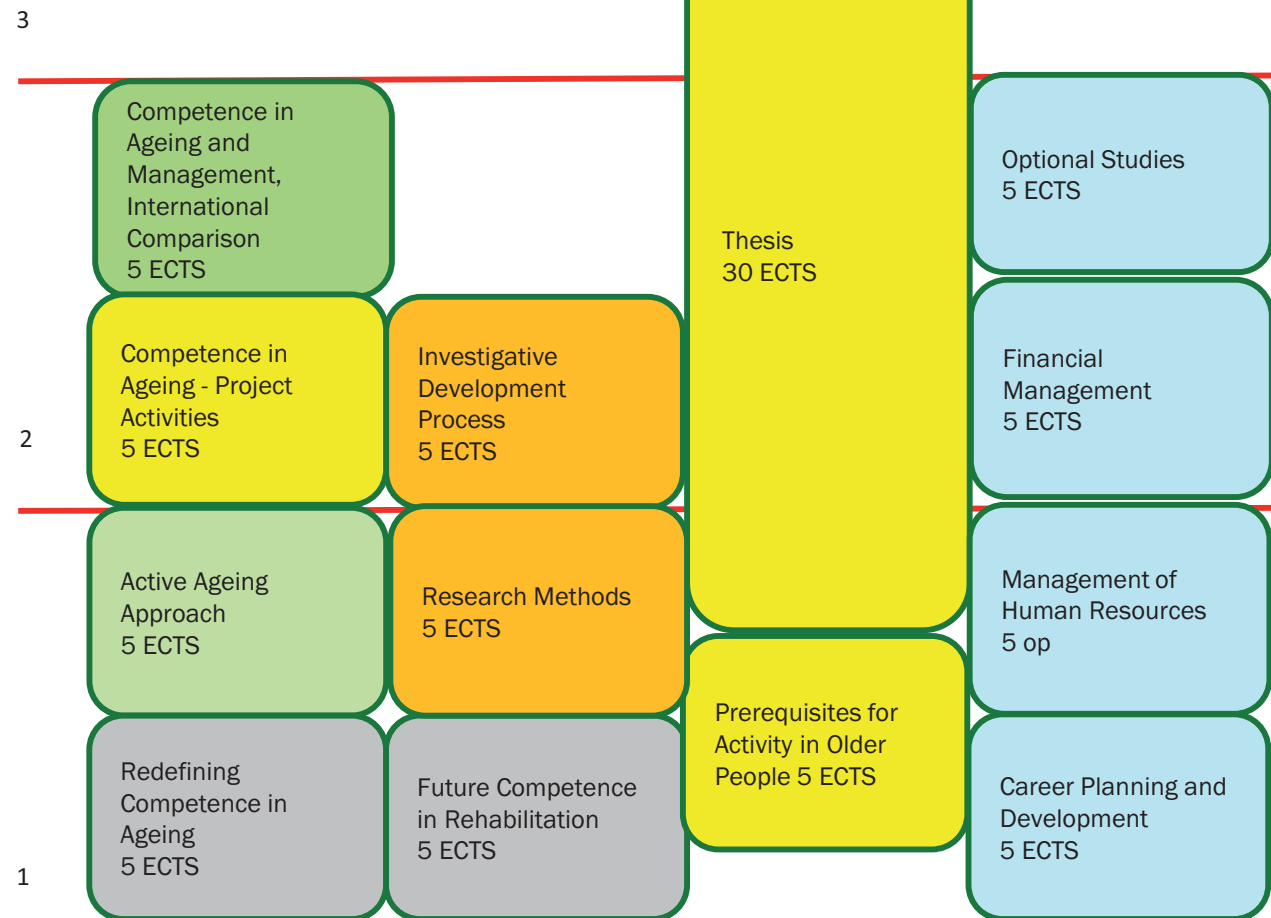 3
Competence in
Ageing and
Management,
International
Comparison
5 ECTS
Optional Studies
5 ECTS
Thesis
30 ECTS
Competence in
Ageing - Project
Activities
5 ECTS
Investigative
Development
Process
5 ECTS
Financial
Management
5 ECTS
2
Active Ageing
Approach
5 ECTS
Research Methods
5 ECTS
Management of
Human Resources
5 op
Prerequisites for
Activity in Older
People 5 ECTS
Redefining
Competence in
Ageing
5 ECTS
Future Competence
in Rehabilitation
5 ECTS
Career Planning and
Development
5 ECTS
1